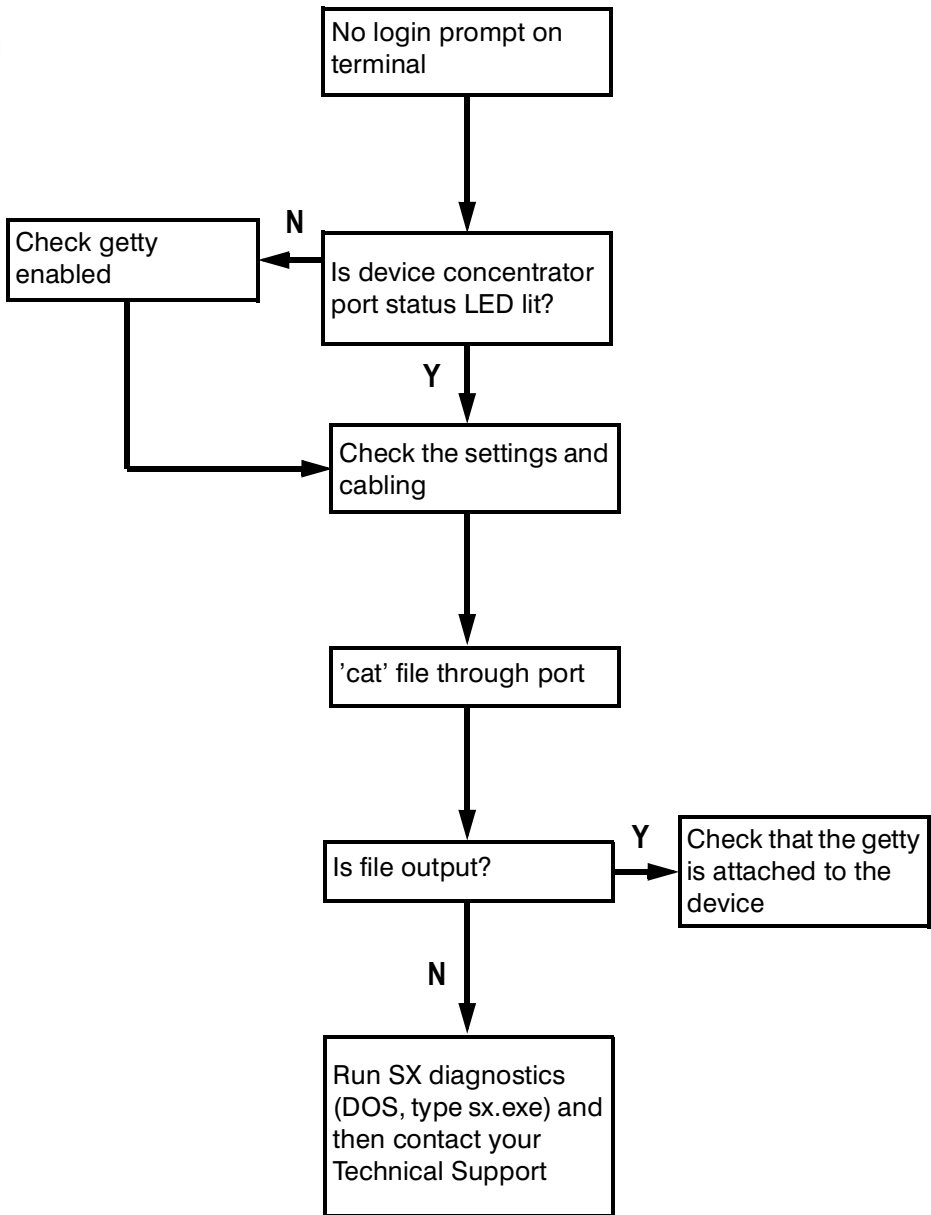 No login prompt on
terminal
N
Check getty
enabled
Is device concentrator
port status LED lit?
Y
Check the settings and
cabling
'cat' file through port
Is file output?
Y
Check that the getty
is attached to the
device
N
Run SX diagnostics
(DOS, type sx.exe) and
then contact your
Technical Support